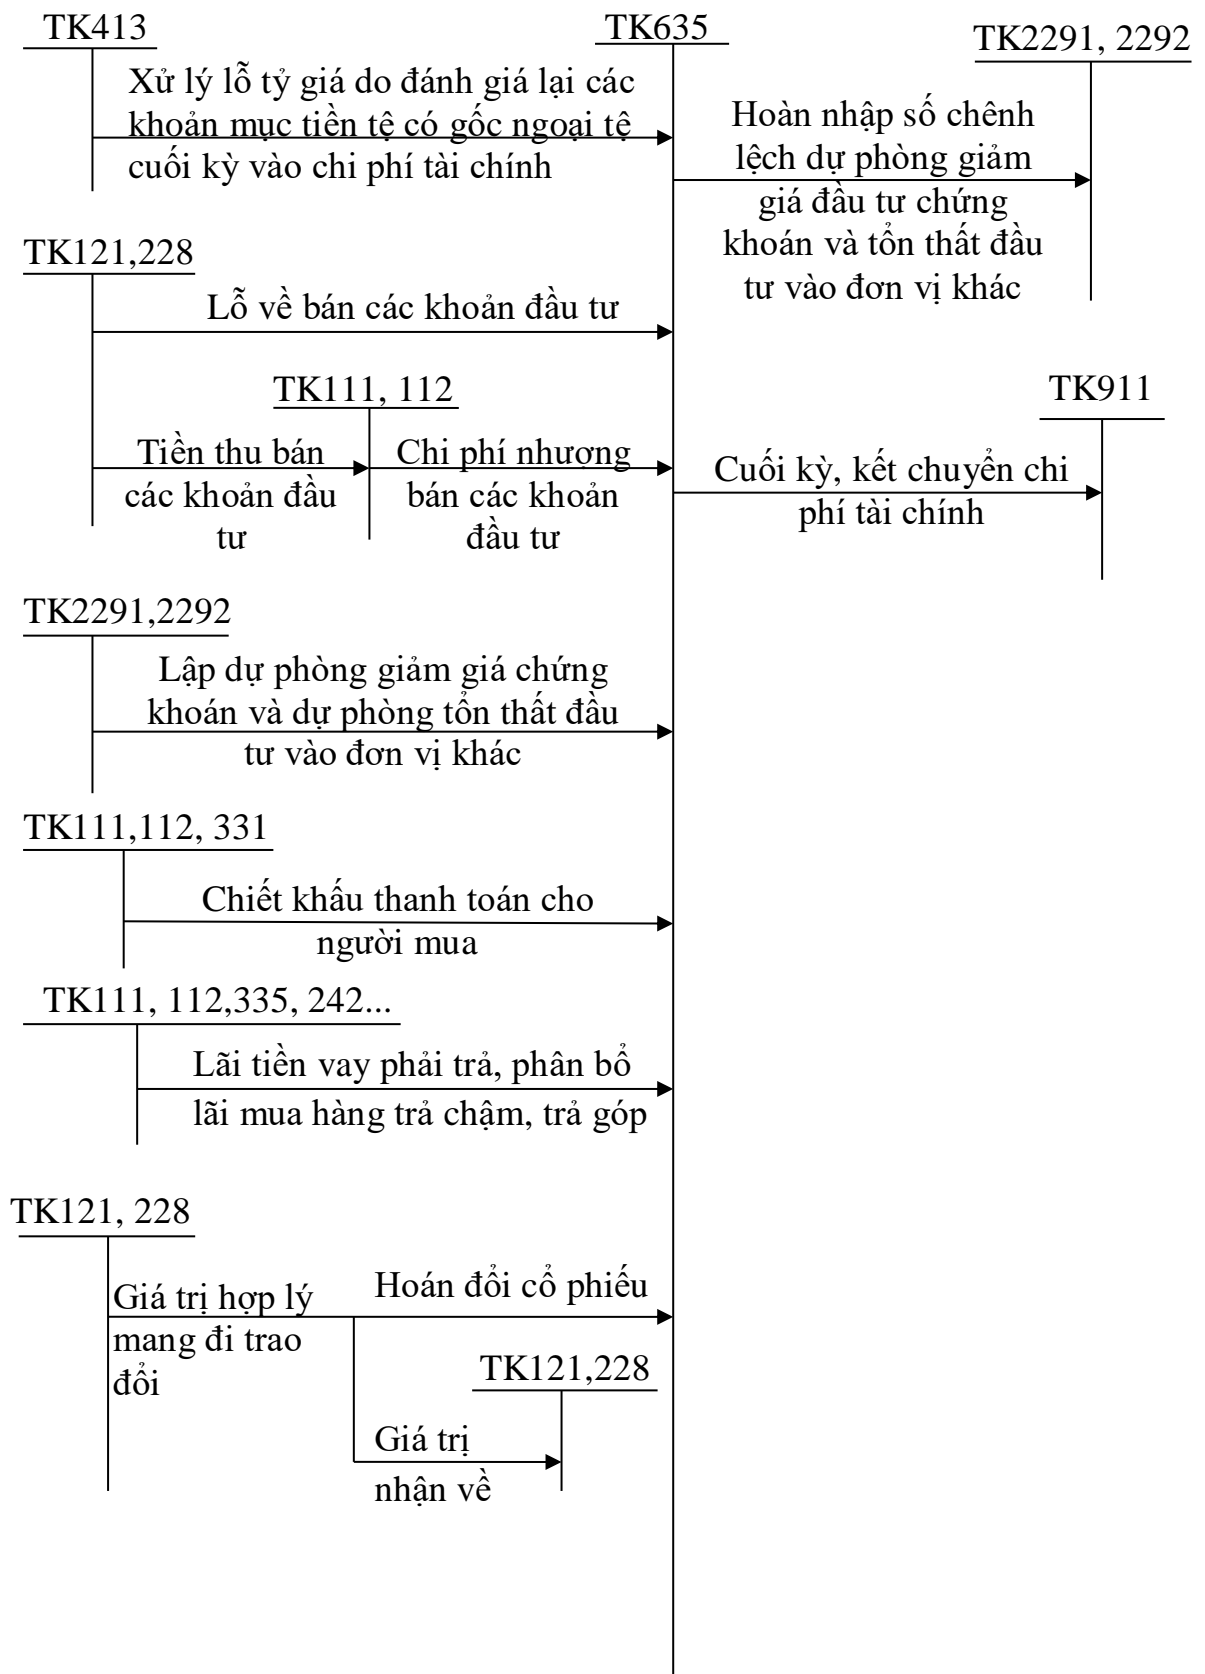 TK413
TK635
TK2291, 2292
Xử lý lỗ tỷ giá do đánh giá lại các
khoản mục tiền tệ có gốc ngoại tệ
cuối kỳ vào chi phí tài chính
Hoàn nhập số chênh
lệch dự phòng giảm
giá đầu tư chứng
khoán và tổn thất đầu
tư vào đơn vị khác
TK121,228
Lỗ về bán các khoản đầu tư
TK111, 112
TK911
Tiền thu bán
các khoản đầu
tư
Chi phí nhượng
bán các khoản
đầu tư
Cuối kỳ, kết chuyển chi
phí tài chính
TK2291,2292
Lập dự phòng giảm giá chứng
khoán và dự phòng tổn thất đầu
tư vào đơn vị khác
TK111,112, 331
Chiết khấu thanh toán cho
người mua
TK111, 112,335, 242...
Lãi tiền vay phải trả, phân bổ
lãi mua hàng trả chậm, trả góp
TK121, 228
Giá trị hợp lý
mang đi trao
đổi
Hoán đổi cổ phiếu
TK121,228
Giá trị
nhận về